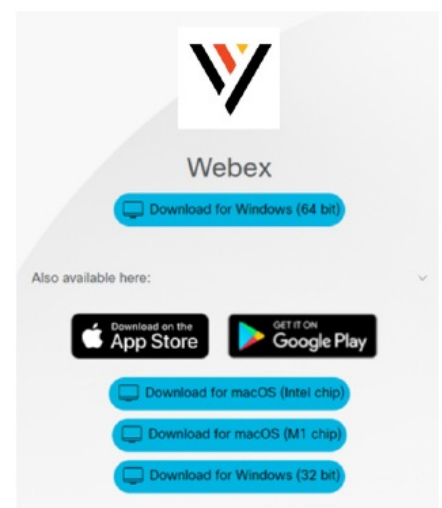 Webex
Download for Windows (64 bit)
Also available here:
Download on the
App Store
GET IT ON
Google Play
Download for macOS (Intel chip)
Download for macOS (M1 chip)
Download for Windows (32 bit)